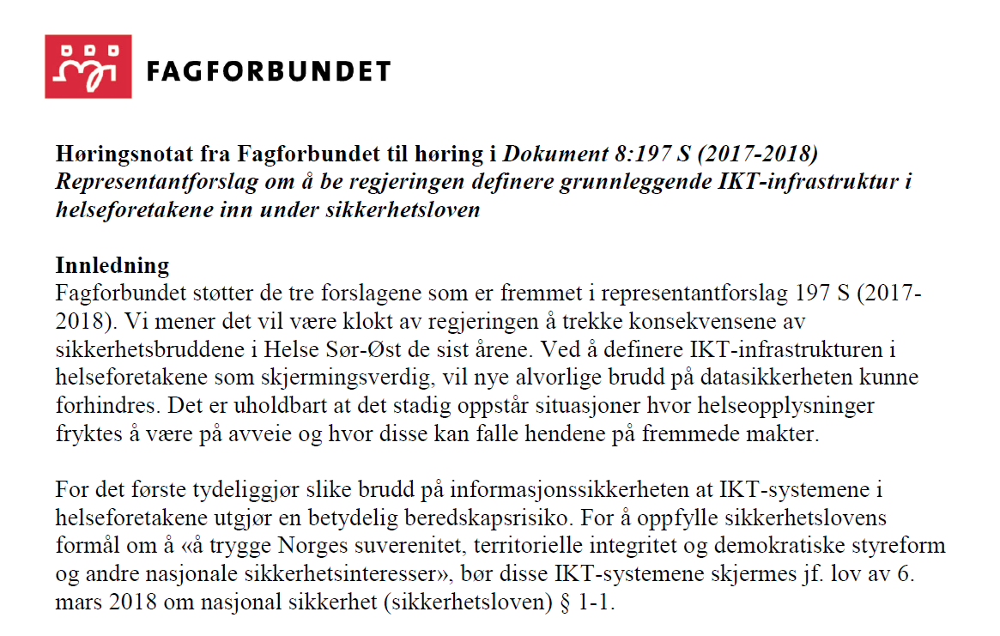 FAGFORBUNDET
Høringsnotat fra Fagforbundet til høring i Dokument 8:197 S (2017-2018)
Representantforslag om å be regjeringen definere grunnleggende IKT-infrastruktur i
helseforetakene inn under sikkerhetsloven
Innledning
Fagforbundet støtter de tre forslagene som er fremmet i representantforslag 197 S (2017-
2018). Vi mener det vil være klokt av regjeringen å trekke konsekvensene av
sikkerhetsbruddene i Helse Sør-Øst de sist årene. Ved å definere IKT-infrastrukturen i
helseforetakene som skjermingsverdig, vil nye alvorlige brudd på datasikkerheten kunne
forhindres. Det er uholdbart at det stadig oppstår situasjoner hvor helseopplysninger
fryktes å være på avveie og hvor disse kan falle hendene på fremmede makter.
For det første tydeliggjør slike brudd på informasjonssikkerheten at IKT-systemene i
helseforetakene utgjør en betydelig beredskapsrisiko. For å oppfylle sikkerhetslovens
formål om å «å trygge Norges suverenitet, territorielle integritet og demokratiske styreform
og andre nasjonale sikkerhetsinteresser», bør disse IKT-systemene skjermes jf. lov av 6.
mars 2018 om nasjonal sikkerhet (sikkerhetsloven) § 1-1.